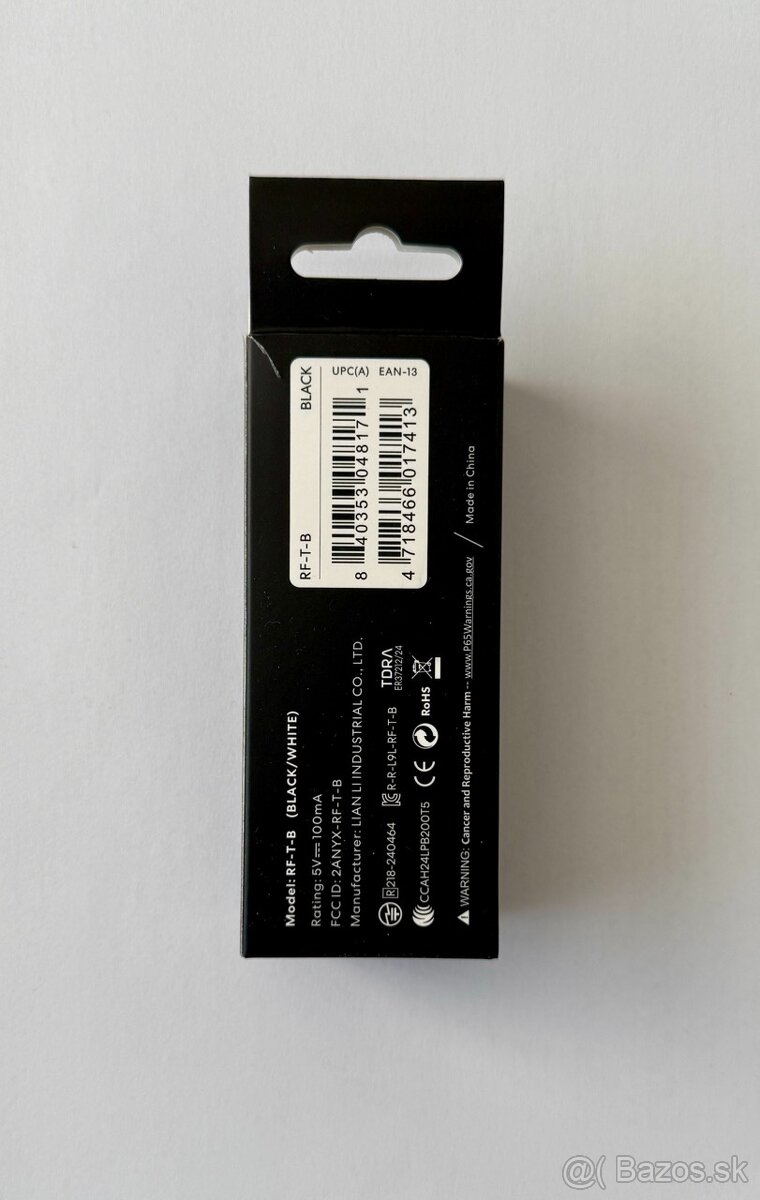 RF-T-B BLACK
UPC(A) EAN-13
8 40353 04817 1
4 718466 017413
Model: RF-T-B (BLACK/WHITE)
Rating: 5V⎓100mA
FCC ID: 2ANYX-RF-T-B
Manufacturer: LIAN LI INDUSTRIAL CO., LTD.
R 218-240464 R-R-L9L-RF-T-B TDRA
ER37212/24
CCAH24LPB200T5 CE RoHS
WARNING: Cancer and Reproductive Harm -- www.P65Warnings.ca.gov / Made in China
@( Bazos.sk